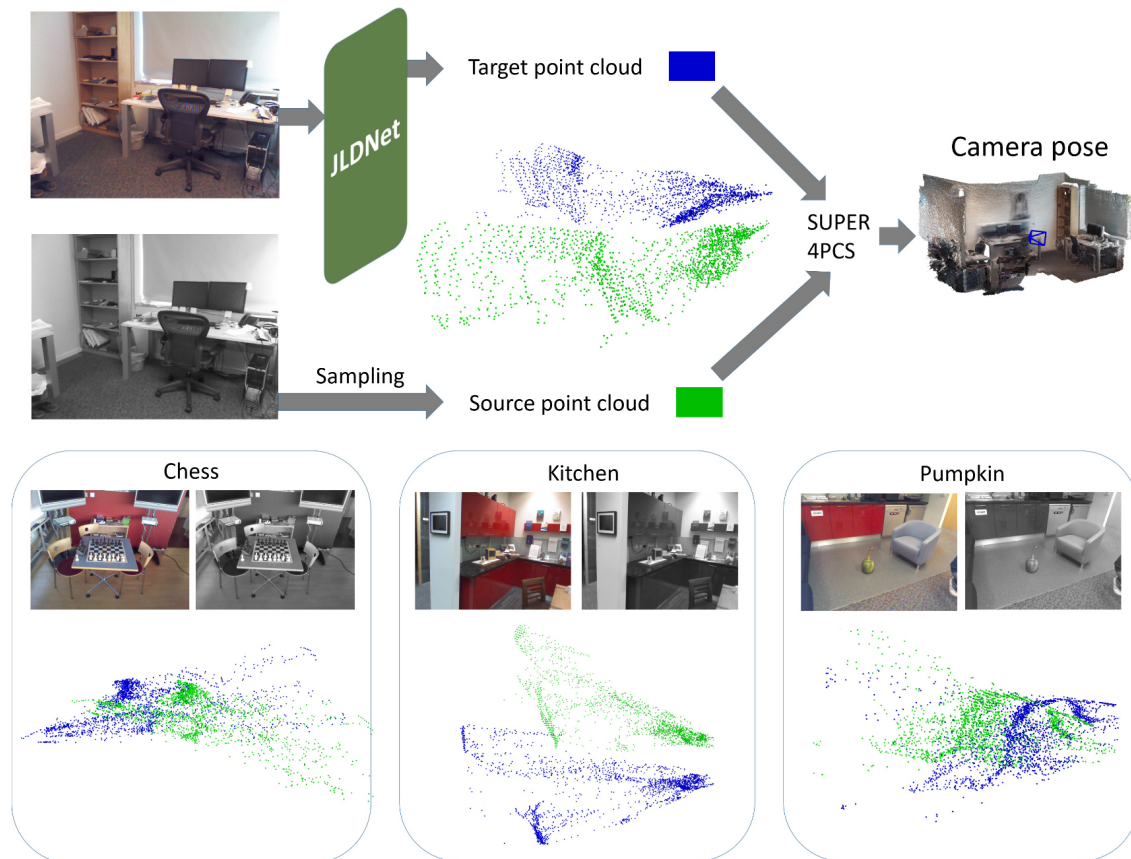 JLDNet
Target point cloud
Camera pose
SUPER
4PCS
Sampling
Source point cloud
Chess
Kitchen
Pumpkin